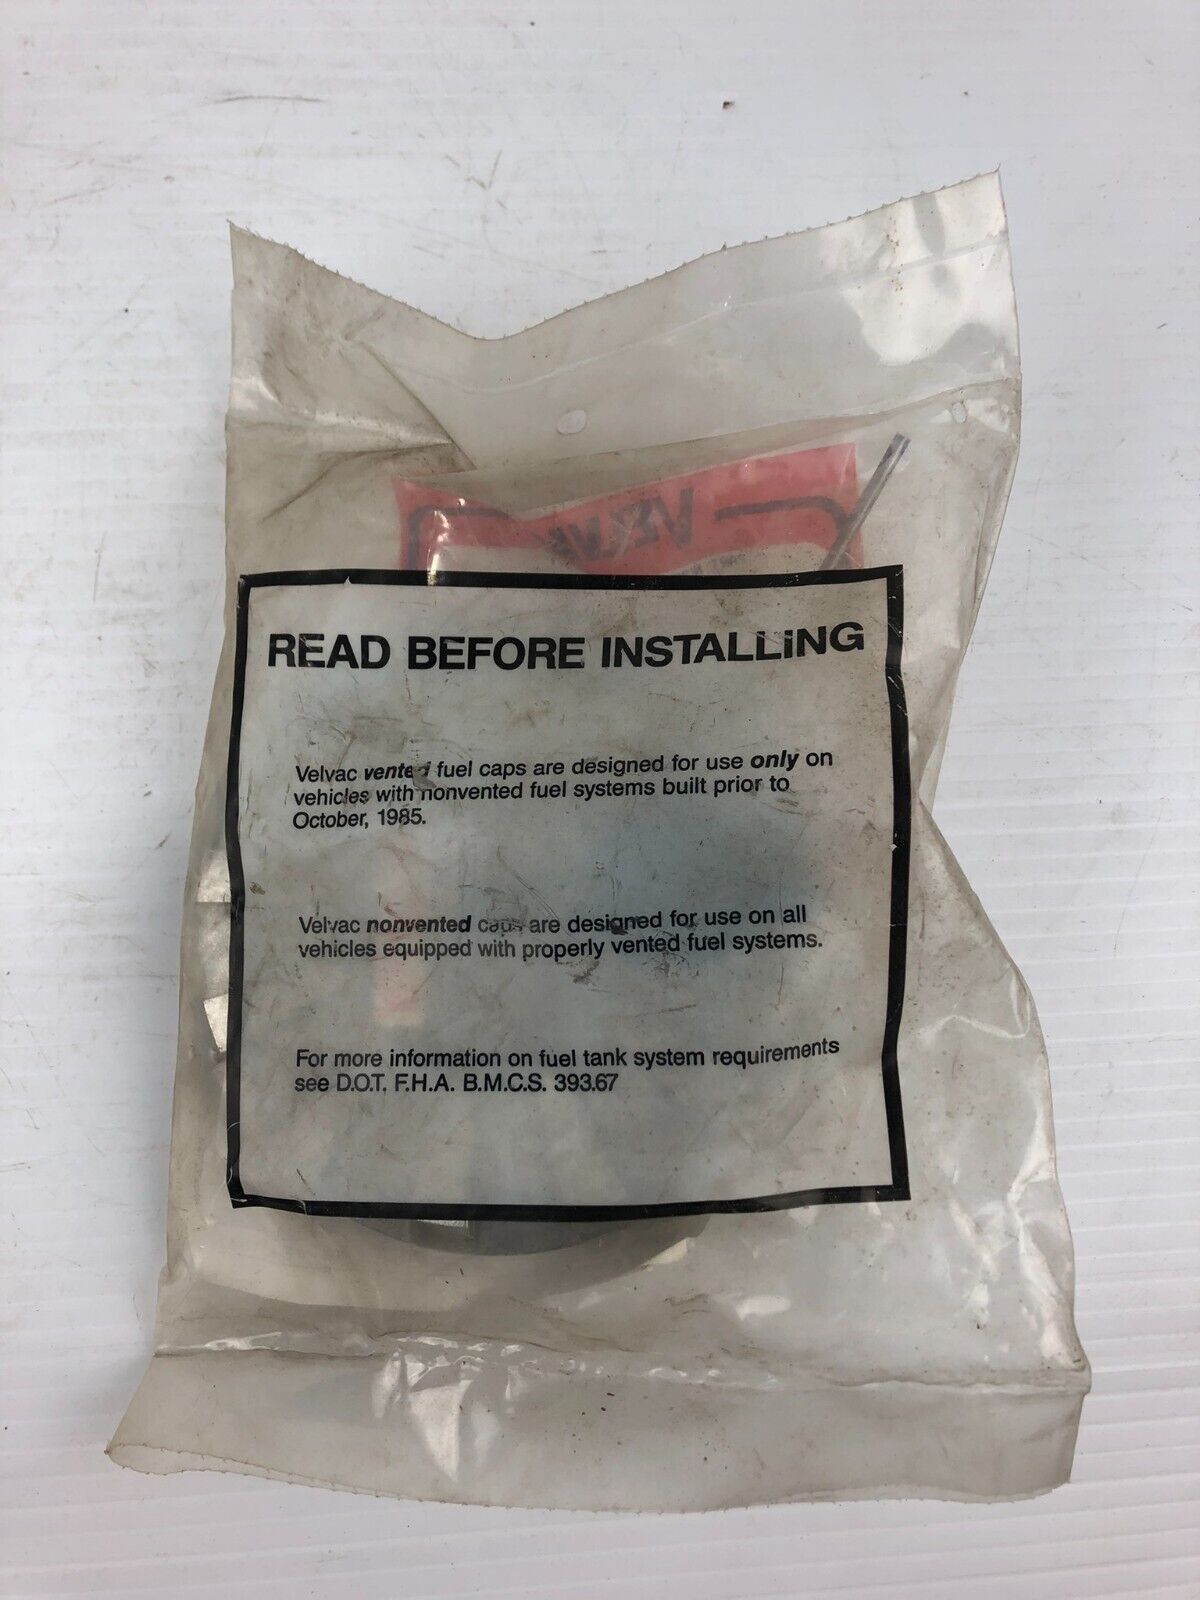 READ BEFORE INSTALLING
Velvac vented fuel caps are designed for use only on
vehicles with nonvented fuel systems built prior to
October, 1985.
Velvac nonvented caps are designed for use on all
vehicles equipped with properly vented fuel systems.
For more information on fuel tank system requirements
see D.O.T. F.H.A. B.M.C.S. 393.67